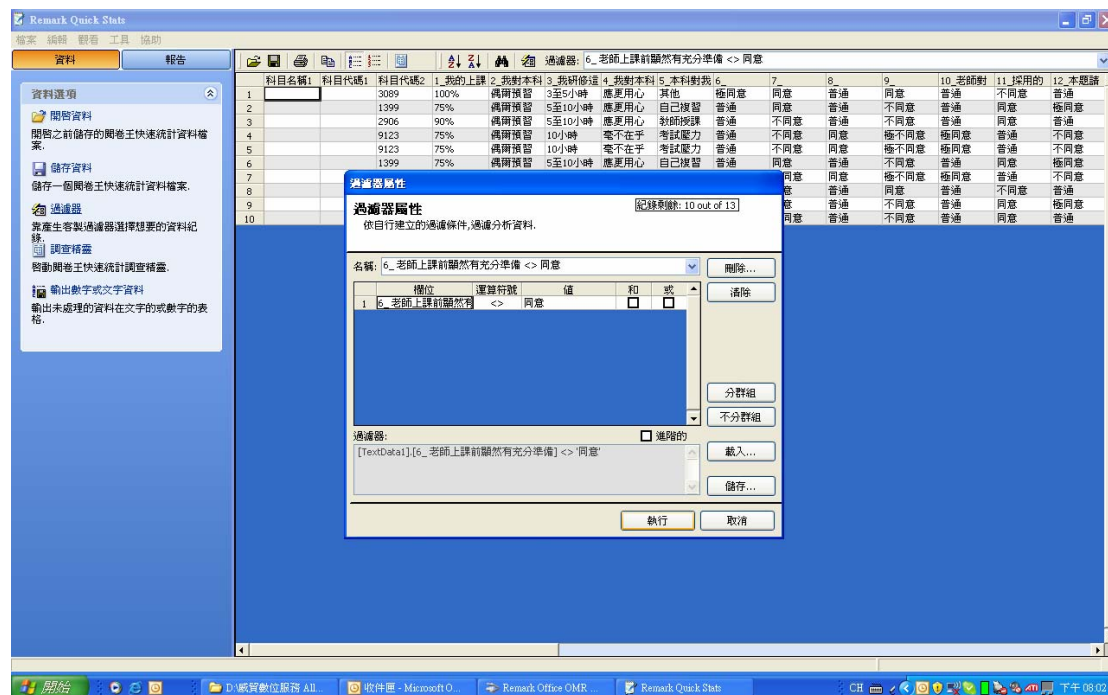 Remark Quick Stats
檔案 編輯 觀看 工具 協助
資料 報告
過濾器: 6_ 老師上課前顯然有充分準備 <> 同意
資料選項
開啟資料
開啟之前儲存的閱卷王快速統計資料檔
案.
儲存資料
儲存一個閱卷王快速統計資料檔案.
過濾器
靠產生客製過濾器選擇想要的資料紀
錄.
調查精靈
啟動閱卷王快速統計調查精靈.
輸出數字或文字資料
輸出未處理的資料在文字的或數字的表
格.
科目名稱1 科目代碼1 科目代碼2 1_我的上課 2_我對本科 3_我研修這 4_我對本科 5_本科對我 6_ 7_ 8_ 9_ 10_老師對 11_採用的 12_本題請
1 3089 100% 偶爾預習 3至5小時 應更用心 其他 極同意 同意 普通 同意 普通 不同意 普通
2 1399 75% 偶爾預習 5至10小時 應更用心 自己複習 普通 同意 普通 不同意 普通 同意 極同意
3 2906 90% 偶爾預習 5至10小時 應更用心 教師授課 普通 不同意 普通 不同意 普通 同意 普通
4 9123 75% 偶爾預習 10小時 毫不在乎 考試壓力 普通 不同意 同意 極不同意 極同意 普通 不同意
5 9123 75% 偶爾預習 10小時 毫不在乎 考試壓力 普通 不同意 同意 極不同意 極同意 普通 不同意
6 1399 75% 偶爾預習 5至10小時 應更用心 自己複習 普通 同意 普通 不同意 普通 同意 極同意
7 同意 同意 極不同意 極同意 普通 不同意
8 意 普通 同意 普通 不同意 普通
9 意 普通 不同意 普通 同意 極同意
10 同意 普通 不同意 普通 同意 普通
過濾器屬性
過濾器屬性
紀錄剩餘: 10 out of 13
依自行建立的過濾條件,過濾分析資料.
名稱: 6_ 老師上課前顯然有充分準備 <> 同意
刪除...
欄位 運算符號 值 和 或
清除
1 6_ 老師上課前顯然有 <> 同意
分群組
不分群組
過濾器: 進階的
[TextData1].[6_ 老師上課前顯然有充分準備] <> '同意'
載入...
儲存...
執行 取消
開始
D:\威質數位服務 All...
收件匣 - Microsoft O...
Remark Office OMR ...
Remark Quick Stats
CH
下午 08:02